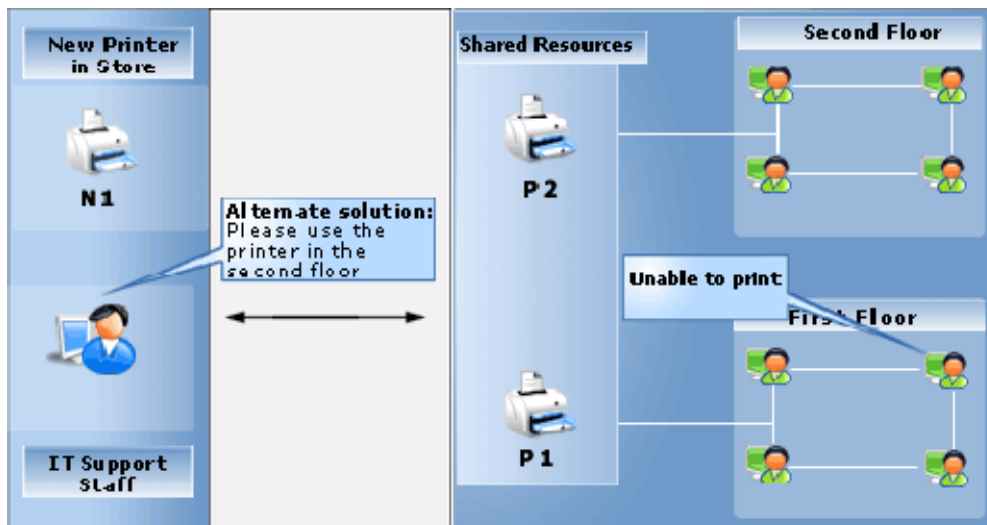 New Printer
in Store
N1
Alternate solution:
Please use the
printer in the
second floor
IT Support
Staff
Shared Resources
P2
P1
Second Floor
Unable to print
First Floor